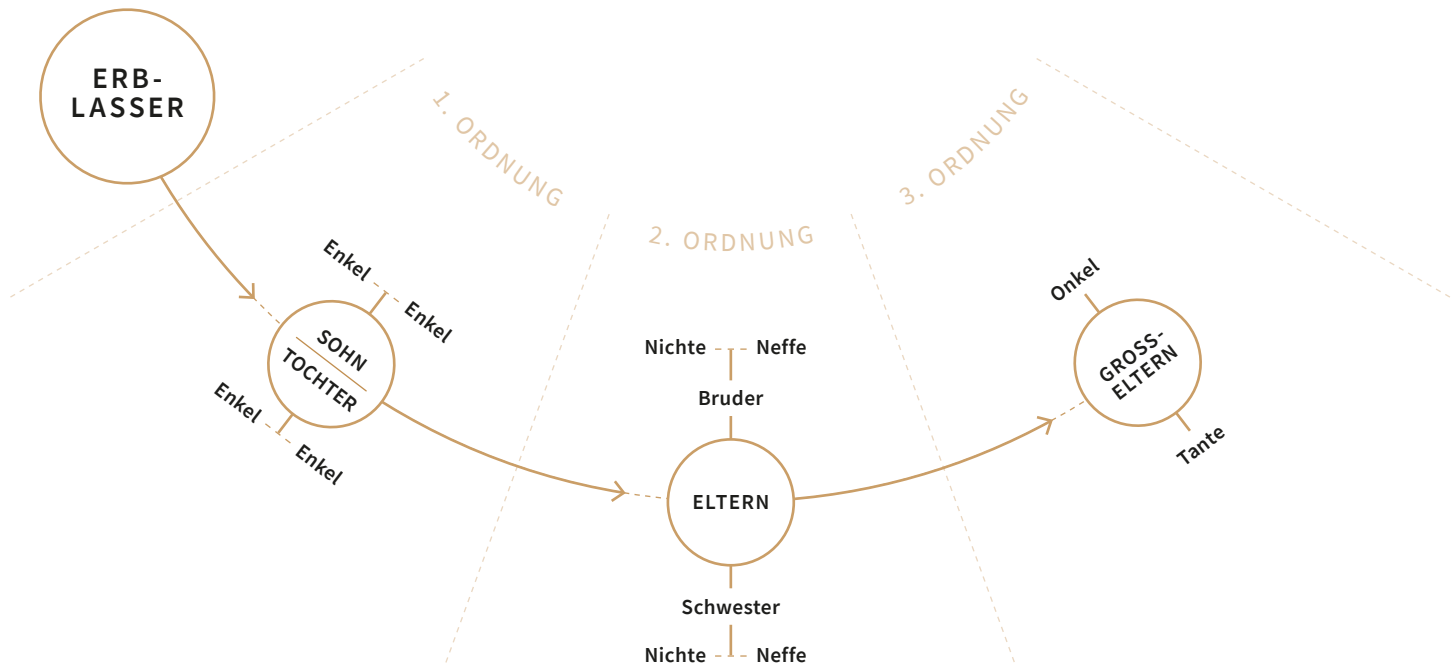 ERB-
LASSER
1. ORDNUNG
Enkel
Enkel
SOHN
TOCHTER
Enkel
Enkel
2. ORDNUNG
Nichte
Neffe
Bruder
ELTERN
Schwester
Nichte
Neffe
3. ORDNUNG
Onkel
GROSS-
ELTERN
Tante